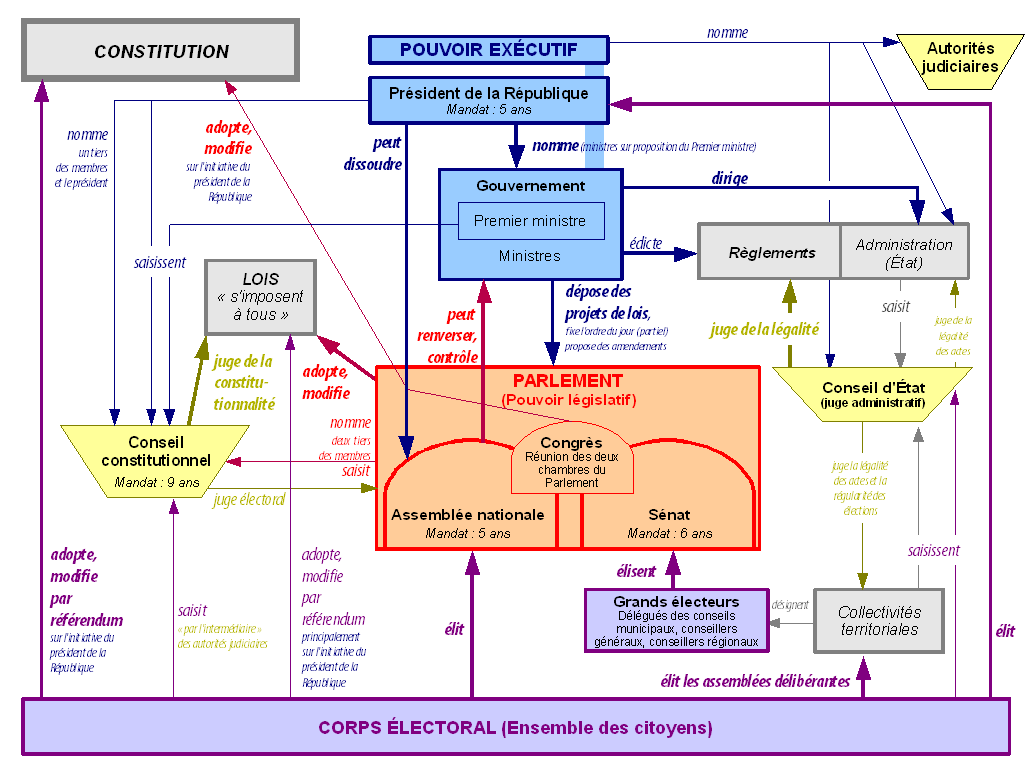 CONSTITUTION
POUVOIR EXÉCUTIF
nomme
Autorités
judiciaires
Président de la République
Mandat : 5 ans
nomme
un tiers
des membres
et le président
adopte,
modifie
sur l'initiative du
président de la
République
peut
dissoudre
nomme (ministres sur proposition du Premier ministre)
Gouvernement
Premier ministre
Ministres
dirige
édicte
Règlements
Administration
(État)
saisissent
LOIS
« s'imposent
à tous »
peut
renverser,
contrôle
dépose des
projets de lois,
fixe l'ordre du jour (partiel)
propose des amendements
juge de la légalité
saisit
juge de la
légalité
des actes
juge de la
constitu-
tionnalité
adopte,
modifie
PARLEMENT
(Pouvoir législatif)
Conseil d'État
(juge administratif)
nomme
deux tiers
des membres
saisit
Congrès
Réunion des deux
chambres du
Parlement
Conseil
constitutionnel
Mandat : 9 ans
juge électoral
Assemblée nationale
Mandat : 5 ans
Sénat
Mandat : 6 ans
juge la légalité
des actes et la
régularité des
élections
saisissent
adopte,
modifie
par
référendum
sur l'initiative du
président de la
République
saisit
« par l'intermédiaire »
des autorités judiciaires
adopte,
modifie
par
référendum
principalement
sur l'initiative du
président de la
République
élit
élisent
Grands électeurs
Délégués des conseils
municipaux, conseillers
généraux, conseillers régionaux
désignent
Collectivités
territoriales
élit
élit les assemblées délibérantes
CORPS ÉLECTORAL (Ensemble des citoyens)